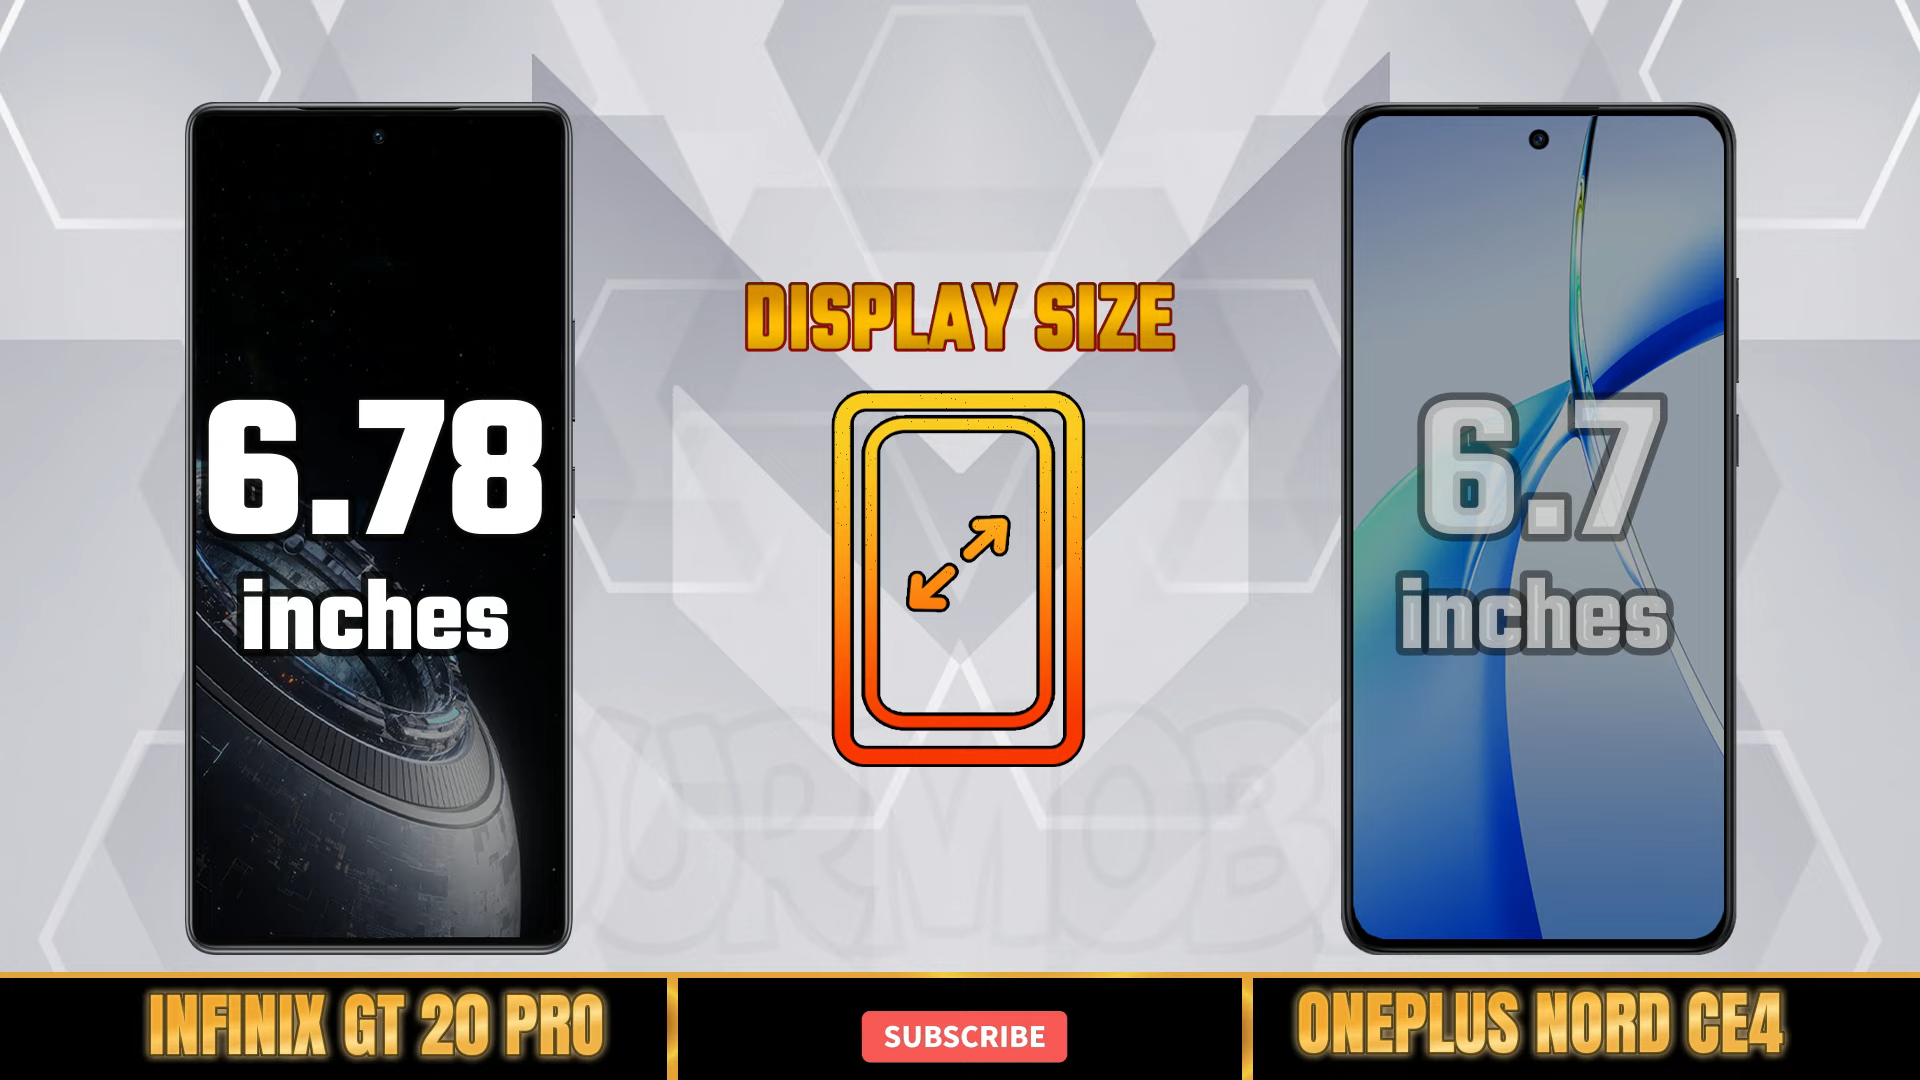 DISPLAY SIZE
6.78
inches
6.7
inches
INFINIX GT 20 PRO
SUBSCRIBE
ONEPLUS NORD CE4